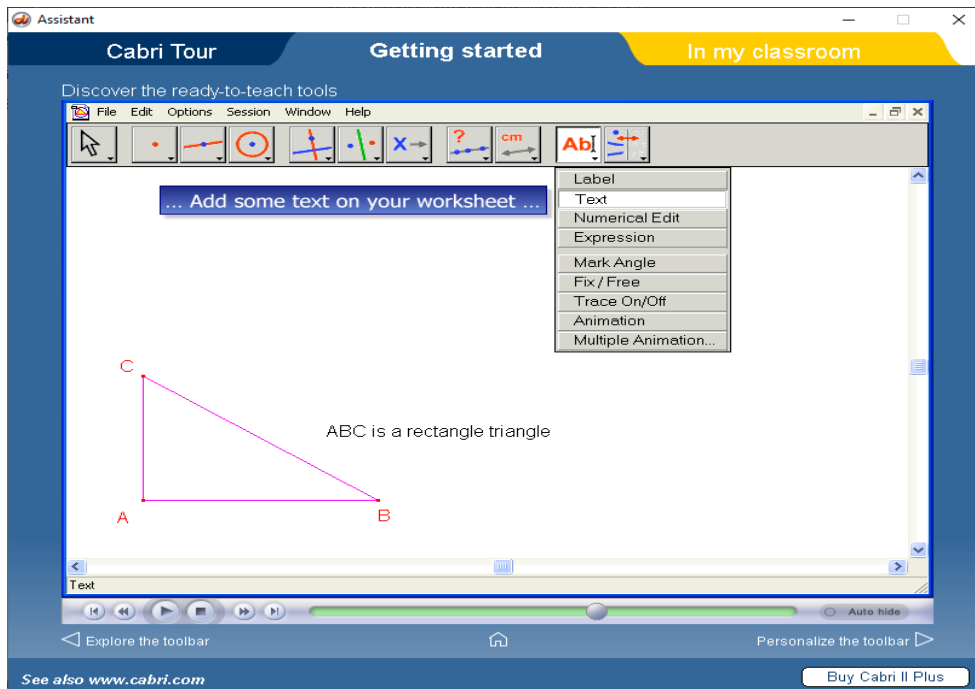 Assistant
Cabri Tour Getting started In my classroom
Discover the ready-to-teach tools
File Edit Options Session Window Help
? cm Ab
X
... Add some text on your worksheet ...
Label
Text
Numerical Edit
Expression
Mark Angle
Fix / Free
Trace On/Off
Animation
Multiple Animation...
C
ABC is a rectangle triangle
A B
Text
Auto hide
Explore the toolbar Personalize the toolbar
See also www.cabri.com Buy Cabri II Plus